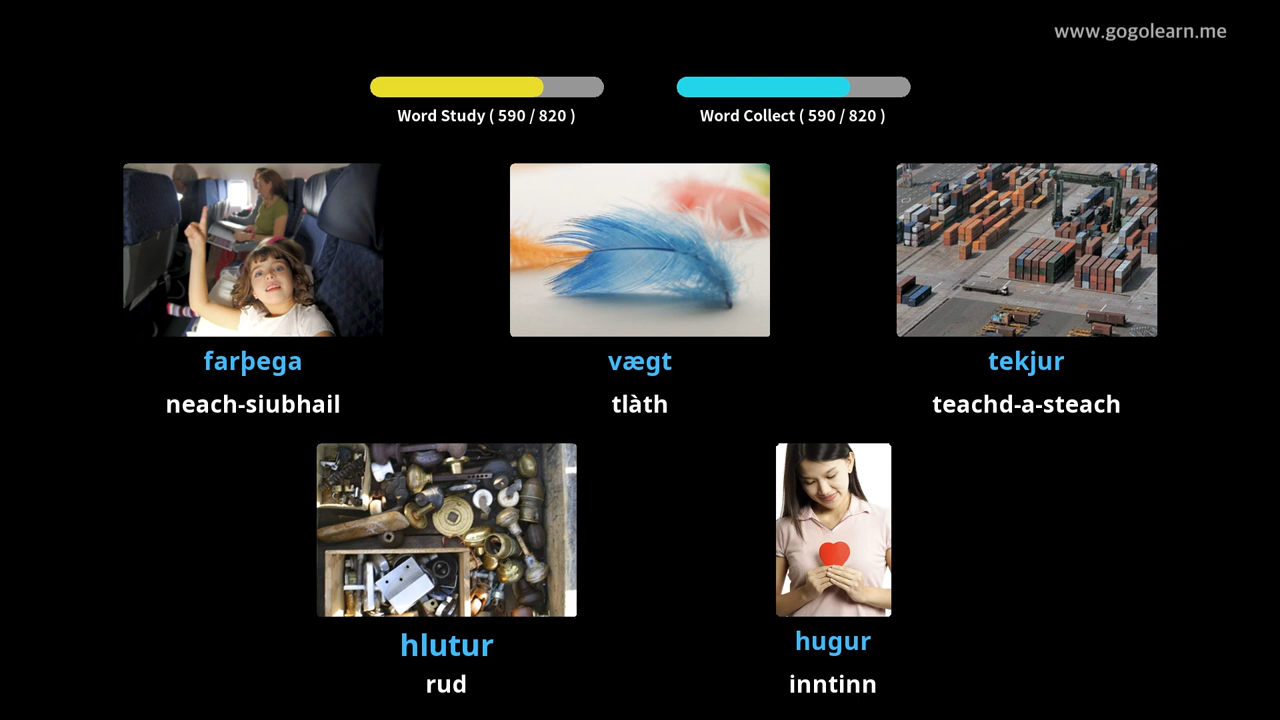 www.gogolearn.me
Word Study ( 590 / 820 )
Word Collect ( 590 / 820 )
farþega
vægt
tekjur
neach-siubhail
tlàth
teachd-a-steach
hlutur
hugur
rud
inntinn